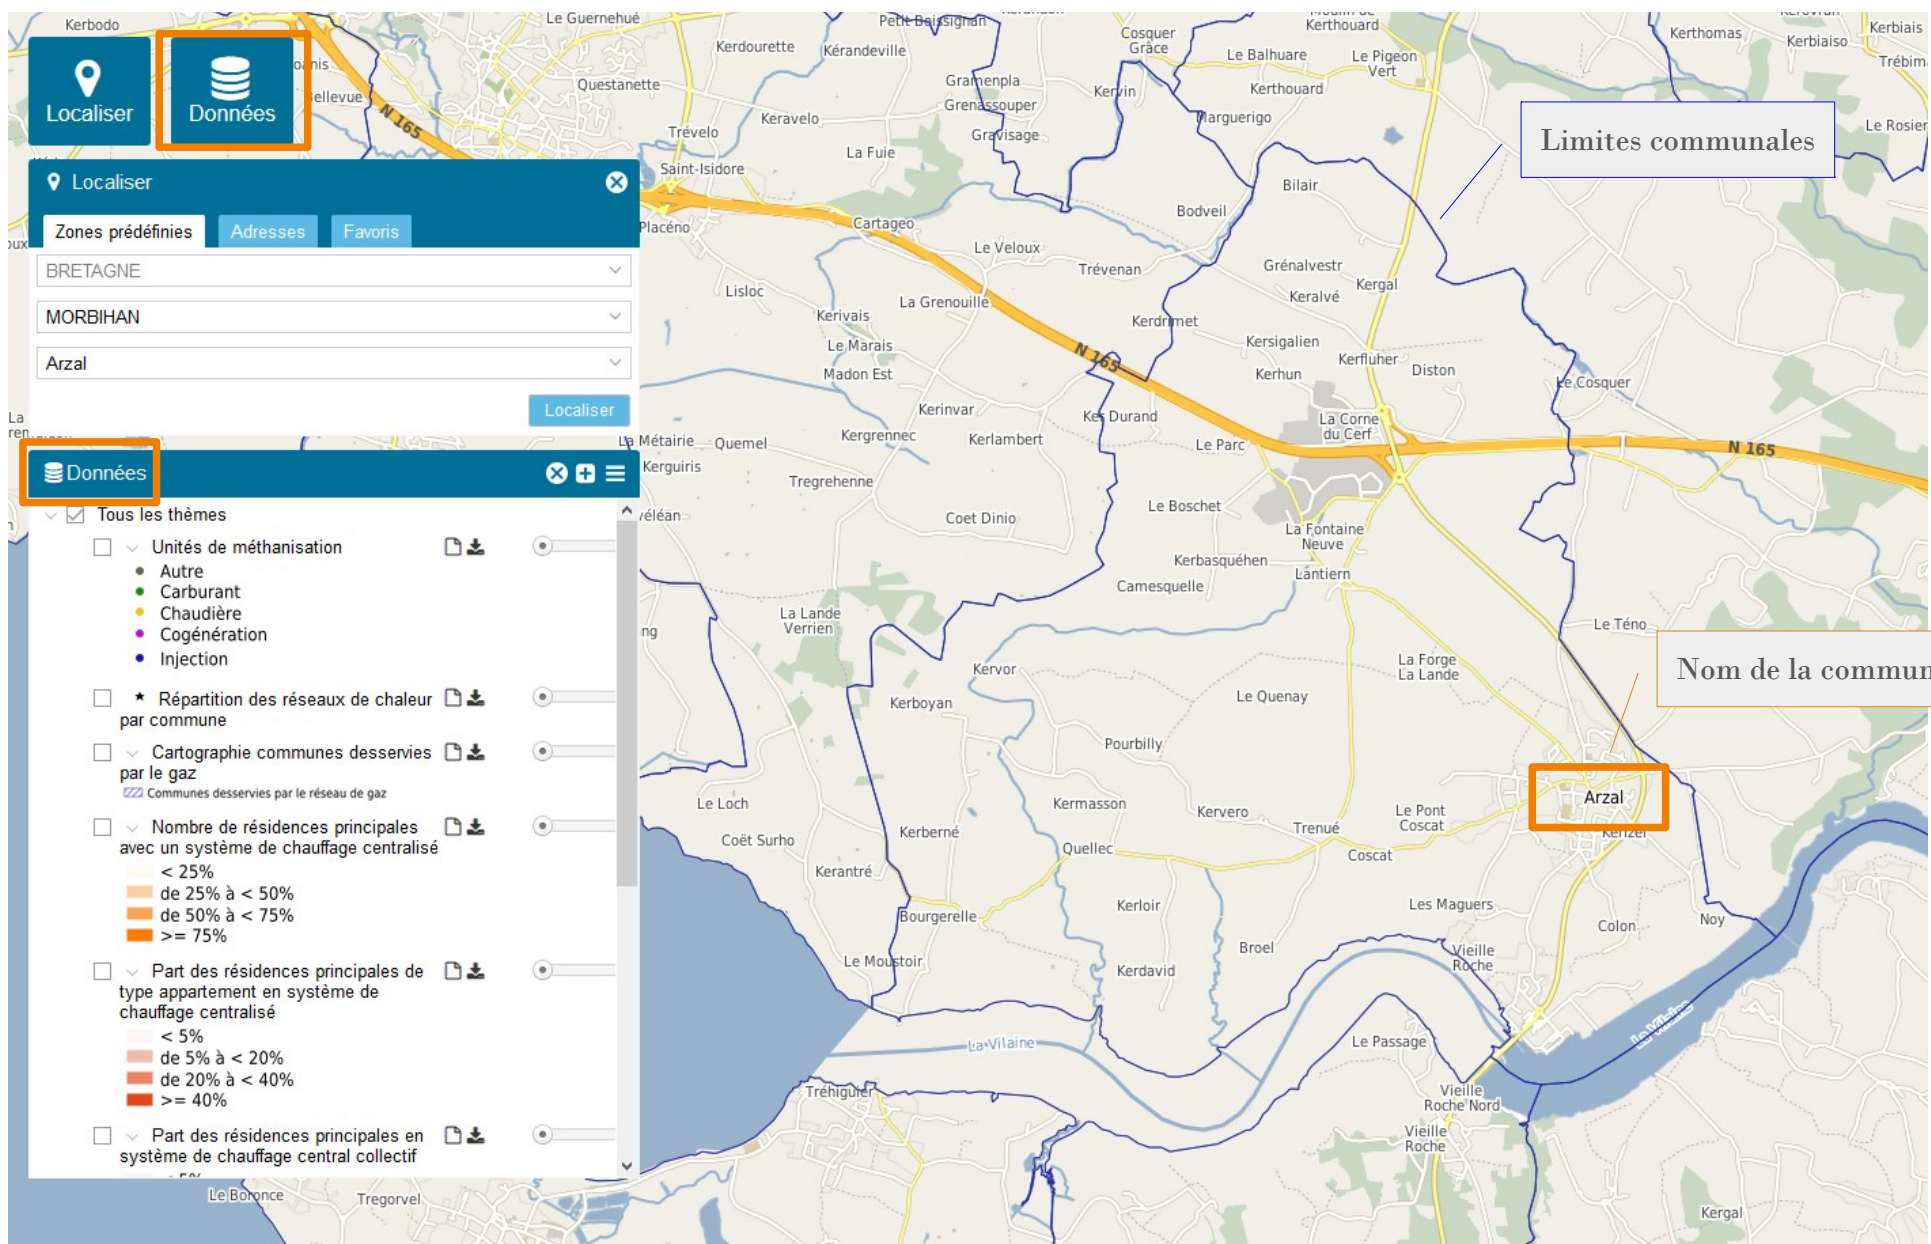 Kerbodo
Le Guernehué
Petit Boissignan
Kerthouard
Cosquer
Grâce
Kerdourette
Kérandeville
Le Balhuare
Le Pigeon
Vert
Kerthomas
Kerbiaiso
Kerbiais
Trébim
Localiser
Données
Bellevue
N 165
Questanette
Gramenpla
Grenassouper
Gravisage
Kervin
Kerthouard
Marguerigo
Keravelo
Trévelo
La Fuie
Saint-Isidore
Limites communales
Le Rosier
Localiser
Zones prédéfinies
Adresses
Favoris
BRETAGNE
MORBIHAN
Arzal
Localiser
Placéno
Cartageo
Bilair
Bodveil
Le Veloux
Trévenan
Grénalvestr
Kergal
Keralvé
Lisloc
La Grenouille
Kerivais
Kerdrimet
Le Marais
Madon Est
N 165
Kersigalien
Kerfluher
Kerhun
Diston
Le Cosquer
Kerinvar
Ker Durand
La Corne
du Cerf
La Métairie
Quemel
Kergrennec
Kerlambert
Le Parc
N 165
Kerguiris
Tregrehenne
Données
Tous les thèmes
Unités de méthanisation
Autre
Carburant
Chaudière
Cogénération
Injection
Répartition des réseaux de chaleur
par commune
Cartographie communes desservies
par le gaz
Communes desservies par le réseau de gaz
Nombre de résidences principales
avec un système de chauffage centralisé
< 25%
de 25% à < 50%
de 50% à < 75%
>= 75%
Part des résidences principales de
type appartement en système de
chauffage centralisé
< 5%
de 5% à < 20%
de 20% à < 40%
>= 40%
Part des résidences principales en
système de chauffage central collectif
véléan
Coet Dinio
Le Boschet
La Fontaine
Neuve
Kerbasquéhen
Lantiern
Camesquelle
La Lande
Verrien
Le Téno
Kervor
La Forge
La Lande
Nom de la commun
Kerboyan
Le Quenay
Pourbilly
Le Loch
Kermasson
Kervero
Le Pont
Coscat
Arzal
Kerizel
Coët Surho
Kerberné
Trenué
Quellec
Coscat
Kerantré
Bourgerelle
Kerloir
Les Maguers
Colon
Noy
Le Moustoir
Broel
Kerdavid
Vieille
Roche
La Vilaine
La Vilaine
Le Passage
Tréhiguier
Vieille
Roche Nord
Vieille
Roche
Le Boronce
Tregorvel
Kergal